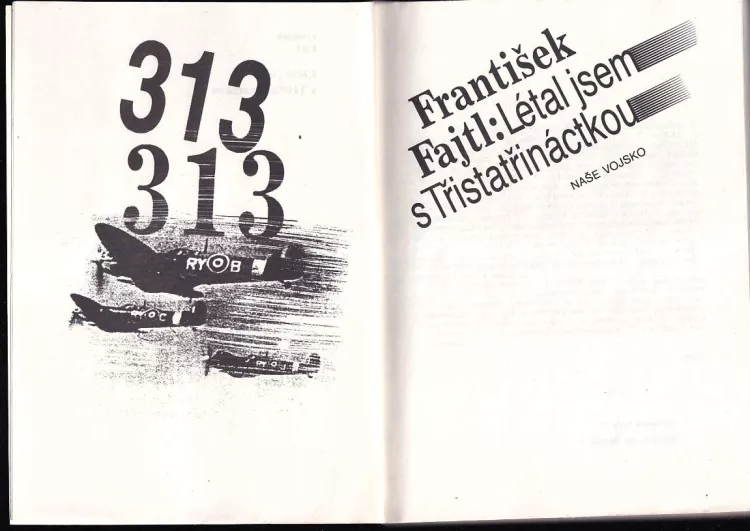 313
313
RY B
František
Fajtl: Létal jsem
s Třistatřináctkou
NAŠE VOJSKO